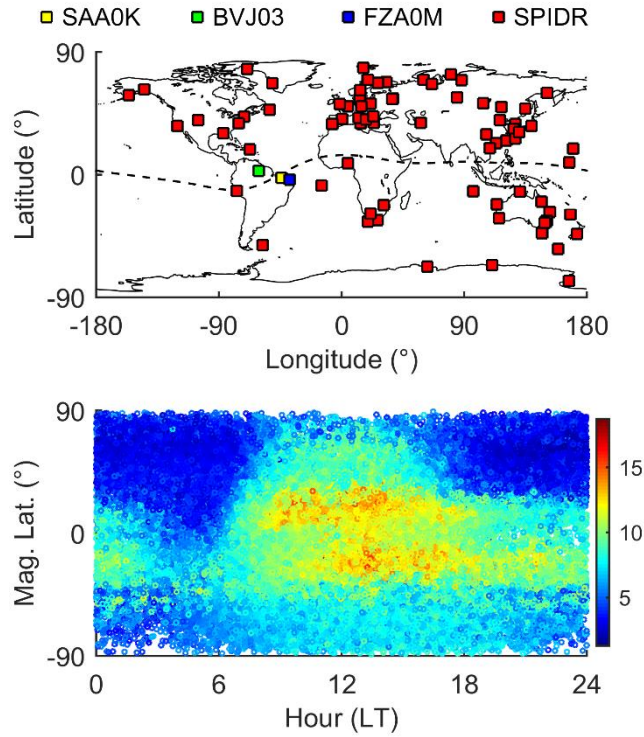 SAA0K BVJ03 FZA0M SPIDR
90
0
-90
Latitude (°)
-180 -90 0 90 180
Longitude (°)
90
0
-90
Mag. Lat. (°)
0 6 12 18 24
Hour (LT)
15
10
5